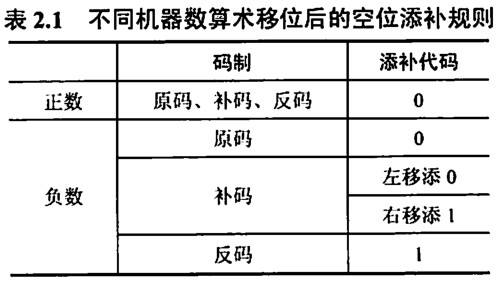 表 2.1 不同机器数算术移位后的空位添补规则
码制 添补代码
正数 原码、补码、反码 0
负数 原码 0
补码 左移添 0
右移添 1
反码 1